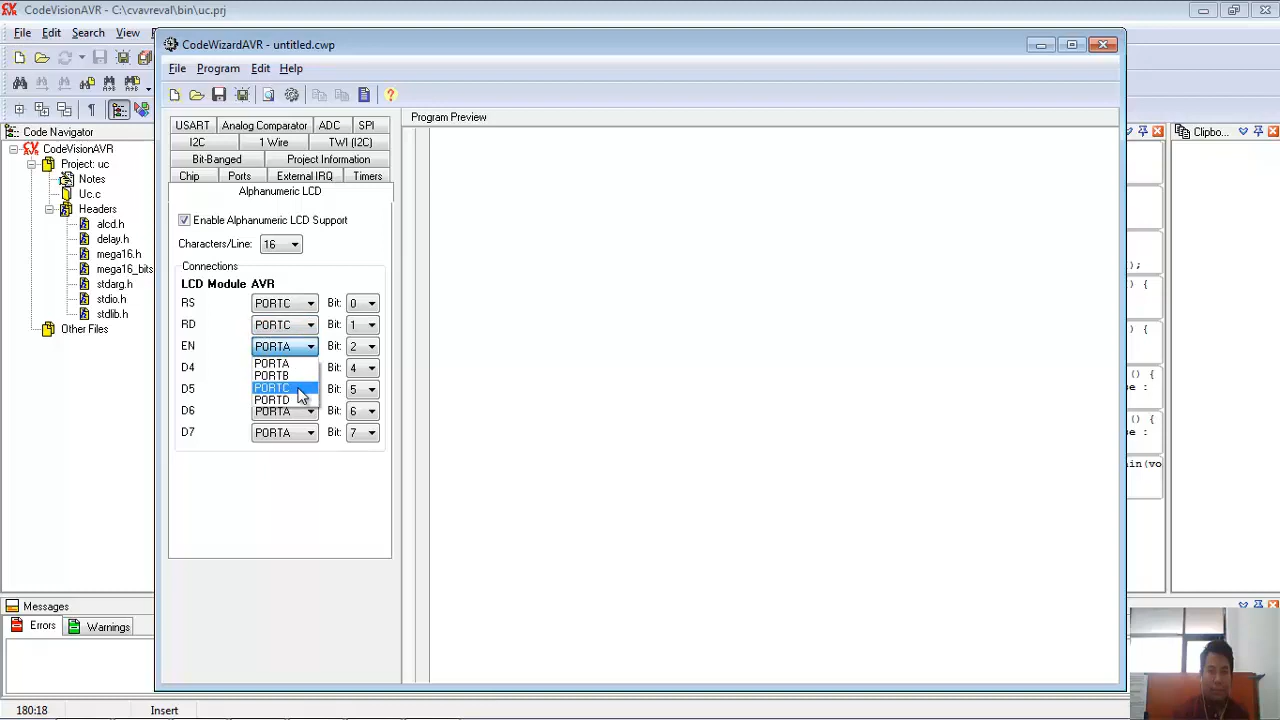 CodeVisionAVR - C:\cvavreval\bin\uc.prj
File Edit Search View
CodeWizardAVR - untitled.cwp
File Program Edit Help
USART Analog Comparator ADC SPI
I2C 1 Wire TWI (I2C)
Bit-Banged Project Information
Chip Ports External IRQ Timers
Alphanumeric LCD
Enable Alphanumeric LCD Support
Characters/Line: 16
Connections
LCD Module AVR
RS PORTC Bit: 0
RD PORTC Bit: 1
EN PORTA Bit: 2
D4 Bit: 4
D5 Bit: 5
D6 PORTA Bit: 6
D7 PORTA Bit: 7
PORTA
PORTB
PORTC
PORTD
Program Preview
Code Navigator
CodeVisionAVR
Project: uc
Notes
Uc.c
Headers
alcd.h
delay.h
mega16.h
mega16_bits
stdarg.h
stdio.h
stdlib.h
Other Files
Clipbo...
);
() {
() {
e :
() {
e :
in(vo
Messages
Errors Warnings
180:18 Insert